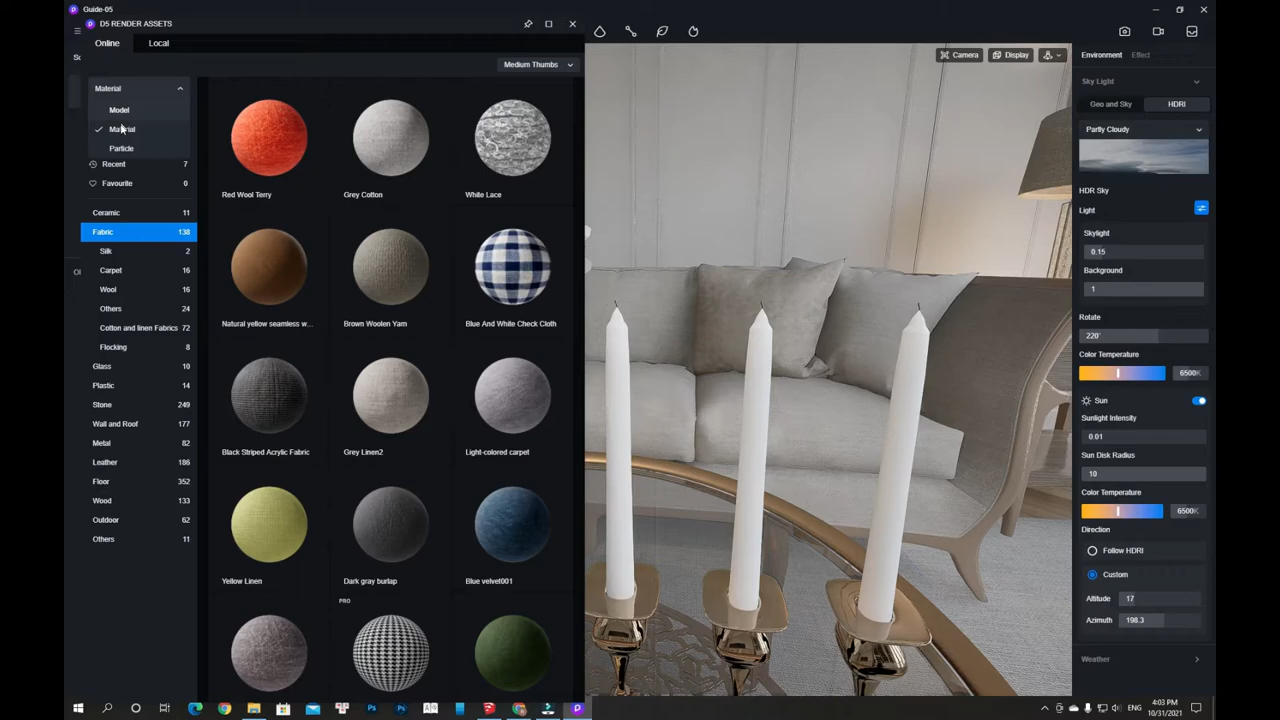 Guide-05
D5 RENDER ASSETS
Online
Local
Medium Thumbs
Material
Model
Material
Particle
Recent 7
Favourite 0
Ceramic 11
Fabric 138
Silk 2
Carpet 16
Wool 16
Others 24
Cotton and linen Fabrics 72
Flocking 8
Glass 10
Plastic 14
Stone 249
Wall and Roof 177
Metal 82
Leather 186
Floor 352
Wood 133
Outdoor 62
Others 11
Red Wool Terry
Grey Cotton
White Lace
Natural yellow seamless w...
Brown Woolen Yarn
Blue And White Check Cloth
Black Striped Acrylic Fabric
Grey Linen2
Light-colored carpet
Yellow Linen
Dark gray burlap
Blue velvet001
PRO
Camera
Display
Environment
Effect
Sky Light
Geo and Sky
HDRI
Partly Cloudy
HDR Sky
Light
Skylight
0.15
Background
1
Rotate
220°
Color Temperature
6500K
Sun
Sunlight Intensity
0.01
Sun Disk Radius
10
Color Temperature
6500K
Direction
Follow HDRI
Custom
Altitude 17
Azimuth 198.3
Weather
ENG
4:03 PM
10/31/2021